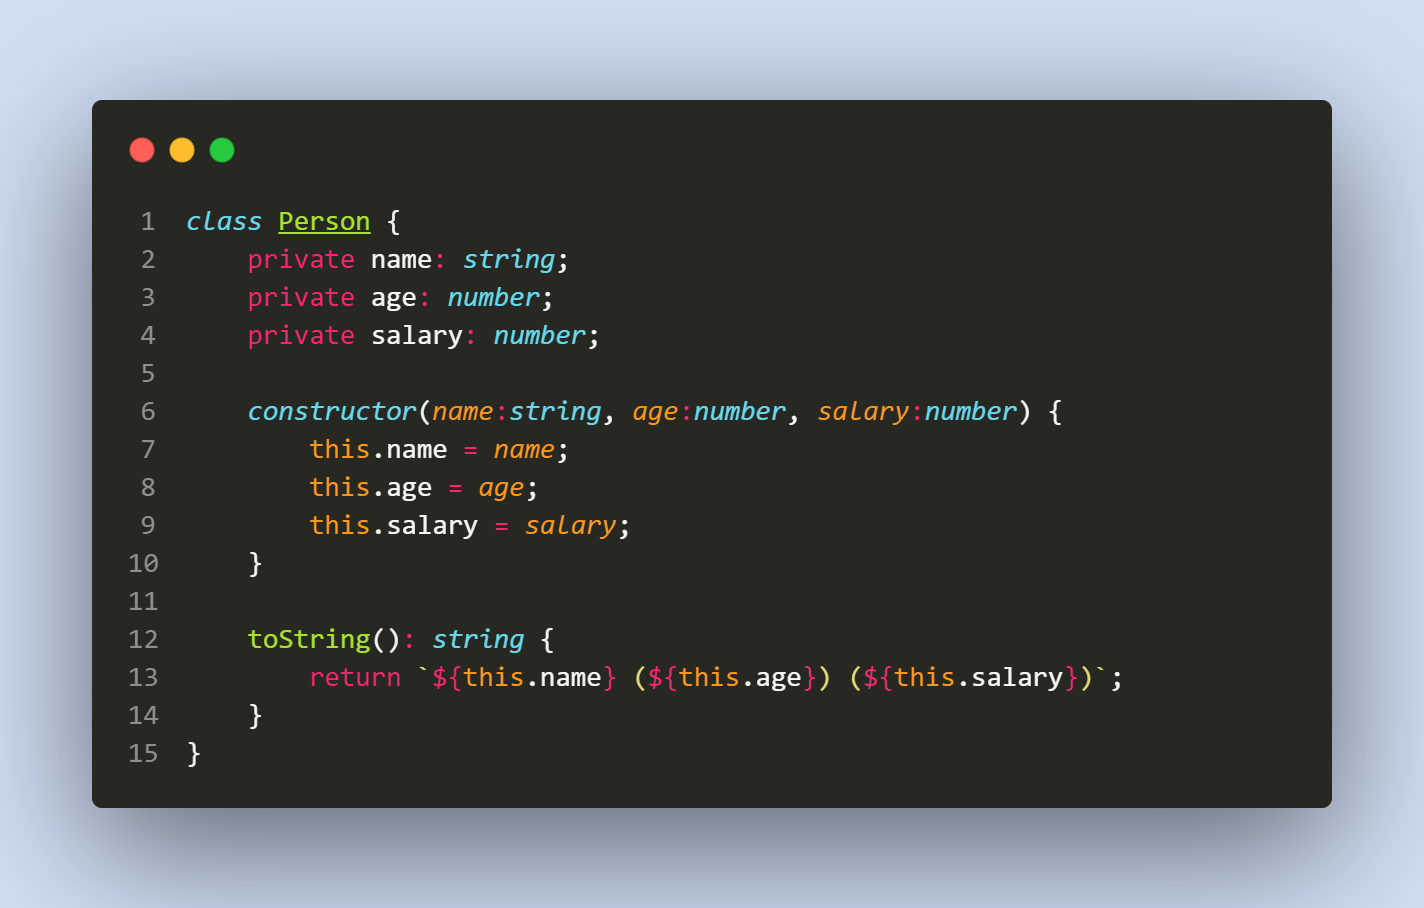 1 class Person {
2     private name: string;
3     private age: number;
4     private salary: number;
5
6     constructor(name:string, age:number, salary:number) {
7         this.name = name;
8         this.age = age;
9         this.salary = salary;
10     }
11
12     toString(): string {
13         return `${this.name} (${this.age}) (${this.salary})`;
14     }
15 }